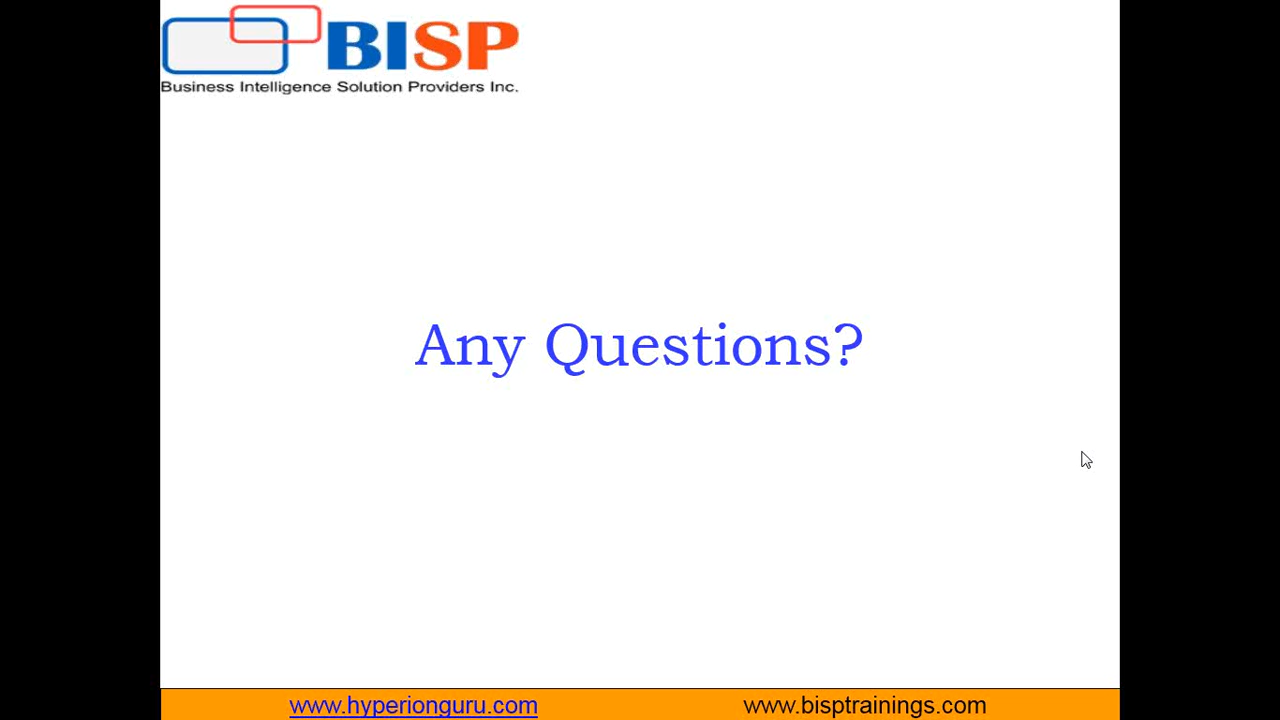 BISP
Business Intelligence Solution Providers Inc.
Any Questions?
www.hyperionguru.com www.bisptrainings.com